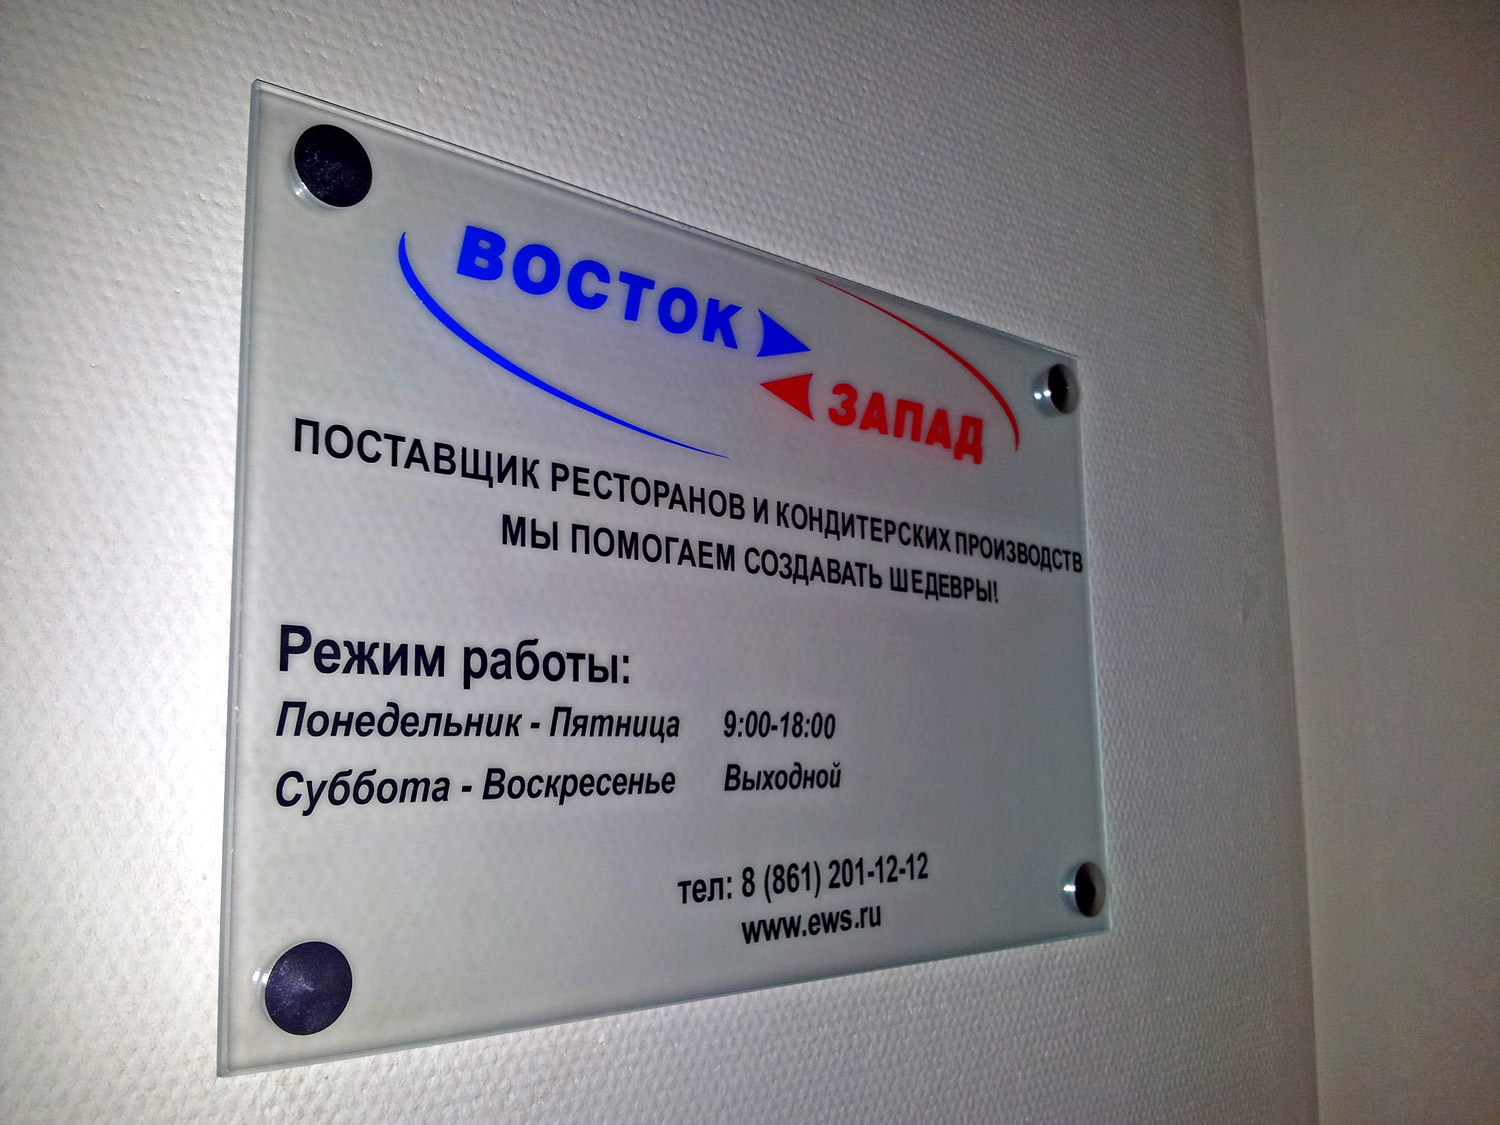 ВОСТОК
ЗАПАД
ПОСТАВЩИК РЕСТОРАНОВ И КОНДИТЕРСКИХ ПРОИЗВОДСТВ
МЫ ПОМОГАЕМ СОЗДАВАТЬ ШЕДЕВРЫ!
Режим работы:
Понедельник - Пятница 9:00-18:00
Суббота - Воскресенье Выходной
тел: 8 (861) 201-12-12
www.ews.ru